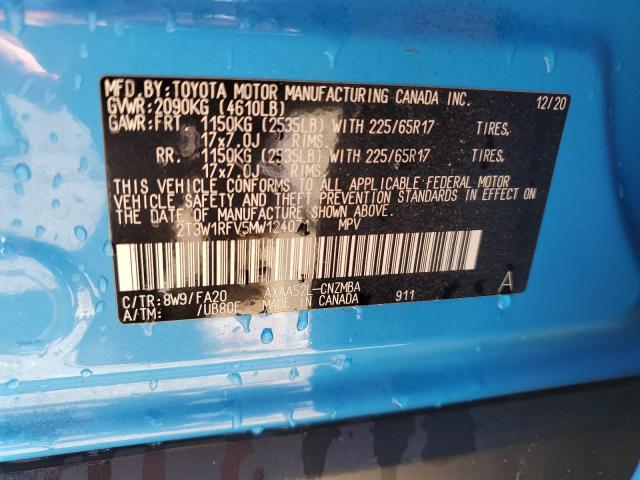 MFD.BY:TOYOTA MOTOR MANUFACTURING CANADA INC. 12/20
GVWR:2090KG (4610LB)
GAWR:FRT. 1150KG (2535LB) WITH 225/65R17 TIRES,
17x7.0J RIMS.
RR. 1150KG (2535LB) WITH 225/65R17 TIRES,
17x7.0J RIMS.
THIS VEHICLE CONFORMS TO ALL APPLICABLE FEDERAL MOTOR
VEHICLE SAFETY AND THEFT PREVENTION STANDARDS IN EFFECT ON
THE DATE OF MANUFACTURE SHOWN ABOVE.
2T3W1RFV5MW1240 MPV
C/TR:8W9/FA20 AXAA52L-CNZMBA A
A/TM: /UB80F MADE IN CANADA 911